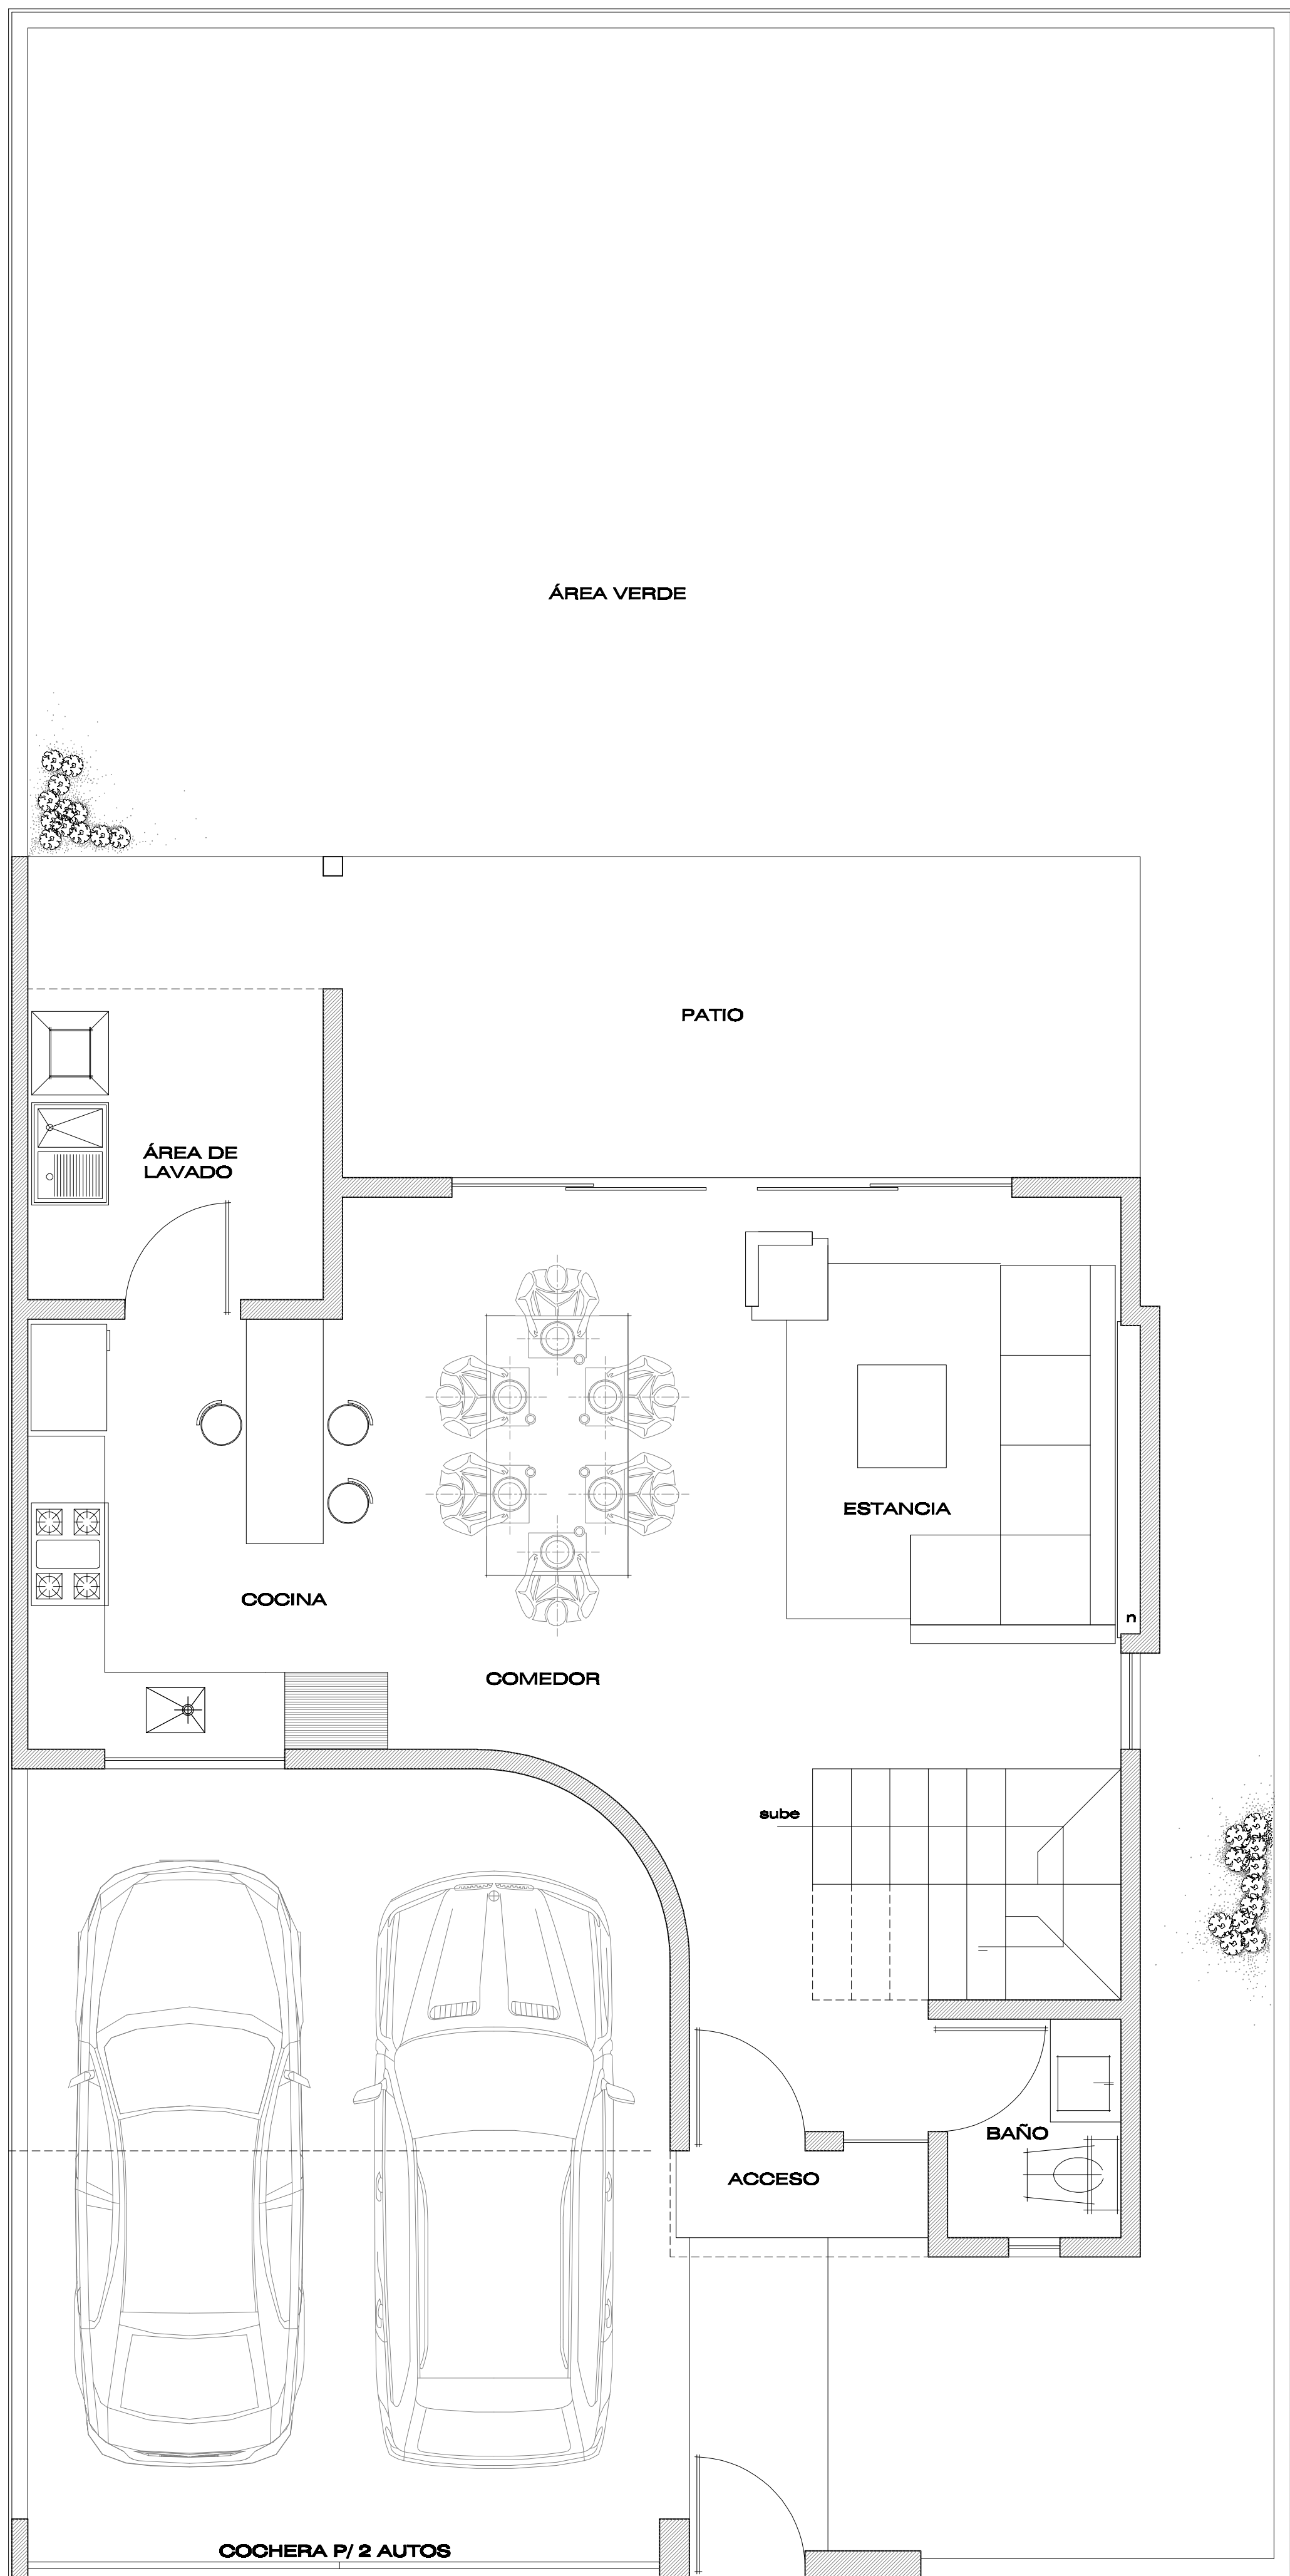 ÁREA VERDE
PATIO
ÁREA DE
LAVADO
ESTANCIA
COCINA
n
COMEDOR
sube
BAÑO
ACCESO
COCHERA P/ 2 AUTOS